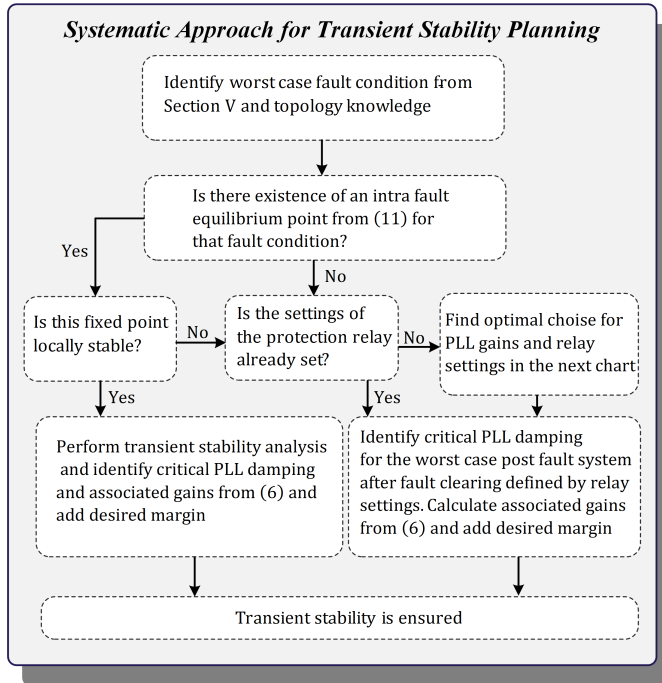 Systematic Approach for Transient Stability Planning
Identify worst case fault condition from
Section V and topology knowledge
Is there existence of an intra fault
equilibrium point from (11) for
that fault condition?
Yes
No
Is this fixed point
locally stable?
No
Is the settings of
the protection relay
already set?
No
Find optimal choise for
PLL gains and relay
settings in the next chart
Yes
Yes
Perform transient stability analysis
and identify critical PLL damping
and associated gains from (6) and
add desired margin
Identify critical PLL damping
for the worst case post fault system
after fault clearing defined by relay
settings. Calculate associated gains
from (6) and add desired margin
Transient stability is ensured